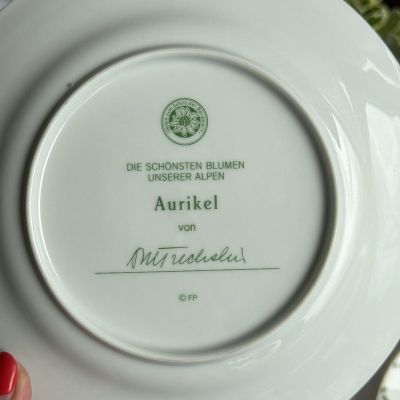 DIE SCHÖNSTEN BLUMEN
UNSERER ALPEN
Aurikel
von
© FP